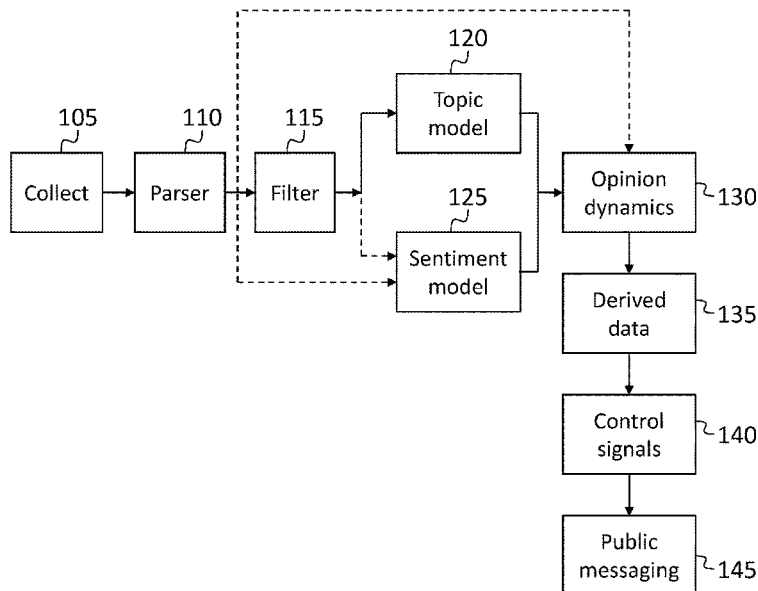 120
Topic
model
105
Collect
110
Parser
115
Filter
125
Sentiment
model
Opinion
dynamics
130
Derived
data
135
Control
signals
140
Public
messaging
145